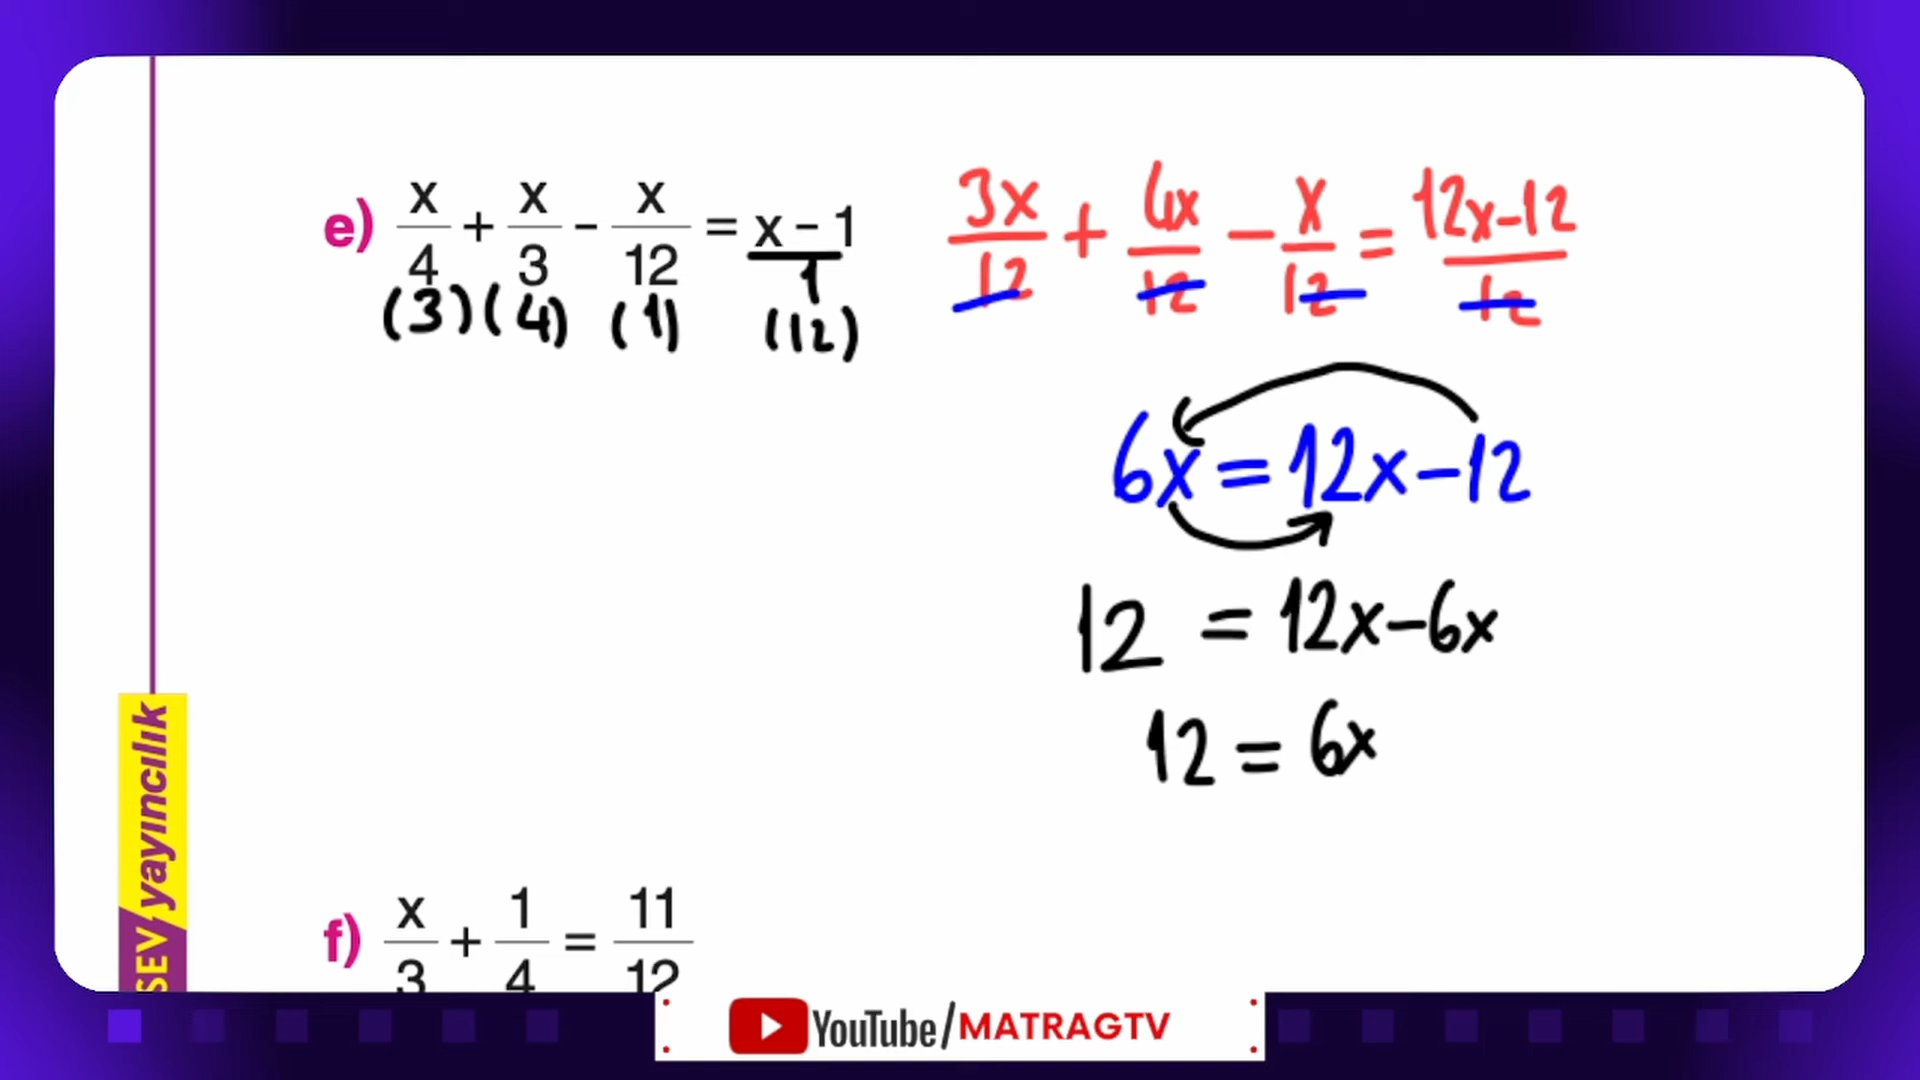 e) x/4 + x/3 - x/12 = x - 1
1
(3) (4) (1) (12)
3x/12 + 4x/12 - x/12 = 12x-12/12
6x = 12x - 12
12 = 12x - 6x
12 = 6x
f) x/3 + 1/4 = 11/12
SEV yayıncılık
YouTube/MATRAGTV